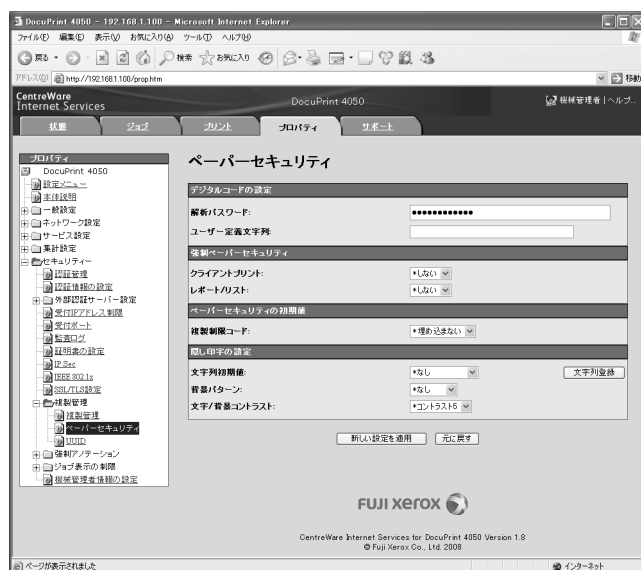 DocuPrint 4050 - 192.168.1.100 - Microsoft Internet Explorer
ファイル(F) 編集(E) 表示(V) お気に入り(A) ツール(T) ヘルプ(H)
戻る 検索 お気に入り
アドレス(D) http://192.168.1.100/prop.htm 移動
CentreWare
Internet Services
DocuPrint 4050
機械管理者 | ヘルプ...
状態 ジョブ プリント プロパティ サポート
プロパティ
DocuPrint 4050
設定メニュー
本体説明
一般設定
ネットワーク設定
サービス設定
集計設定
セキュリティー
認証管理
認証情報の設定
外部認証サーバー設定
受付IPアドレス制限
受付ポート
監査ログ
証明書の設定
IP Sec
IEEE 802.1x
SSL/TLS設定
複製管理
複製管理
ペーパーセキュリティ
UUID
強制アノテーション
ジョブ表示の制限
機械管理者情報の設定
ペーパーセキュリティ
デジタルコードの設定
解析パスワード: ●●●●●●●●●●●●
ユーザー定義文字列:
強制ペーパーセキュリティ
クライアントプリント: *しない
レポート/リスト: *しない
ペーパーセキュリティの初期値
複製制限コード: *埋め込まない
隠し印字の設定
文字列初期値: *なし 文字列登録
背景パターン: *なし
文字/背景コントラスト: *コントラスト5
新しい設定を適用 元に戻す
FUJI XEROX
CentreWare Internet Services for DocuPrint 4050 Version 1.8
© Fuji Xerox Co., Ltd. 2008
ページが表示されました インターネット